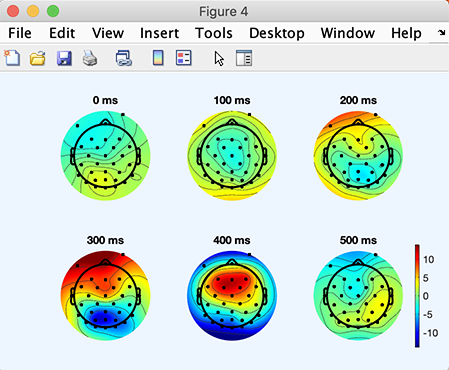 Figure 4
File Edit View Insert Tools Desktop Window Help
0 ms 100 ms 200 ms
300 ms 400 ms 500 ms
10
5
0
-5
-10